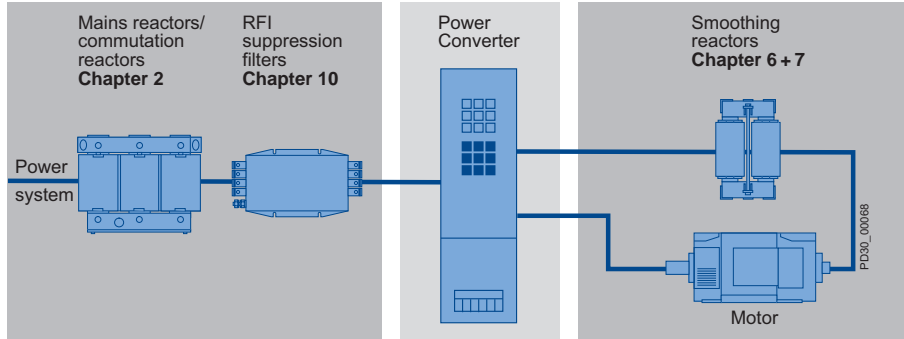 Mains reactors/
commutation
reactors
Chapter 2
RFI
suppression
filters
Chapter 10
Power
Converter
Smoothing
reactors
Chapter 6 + 7
Power
system
PD30_00068
Motor